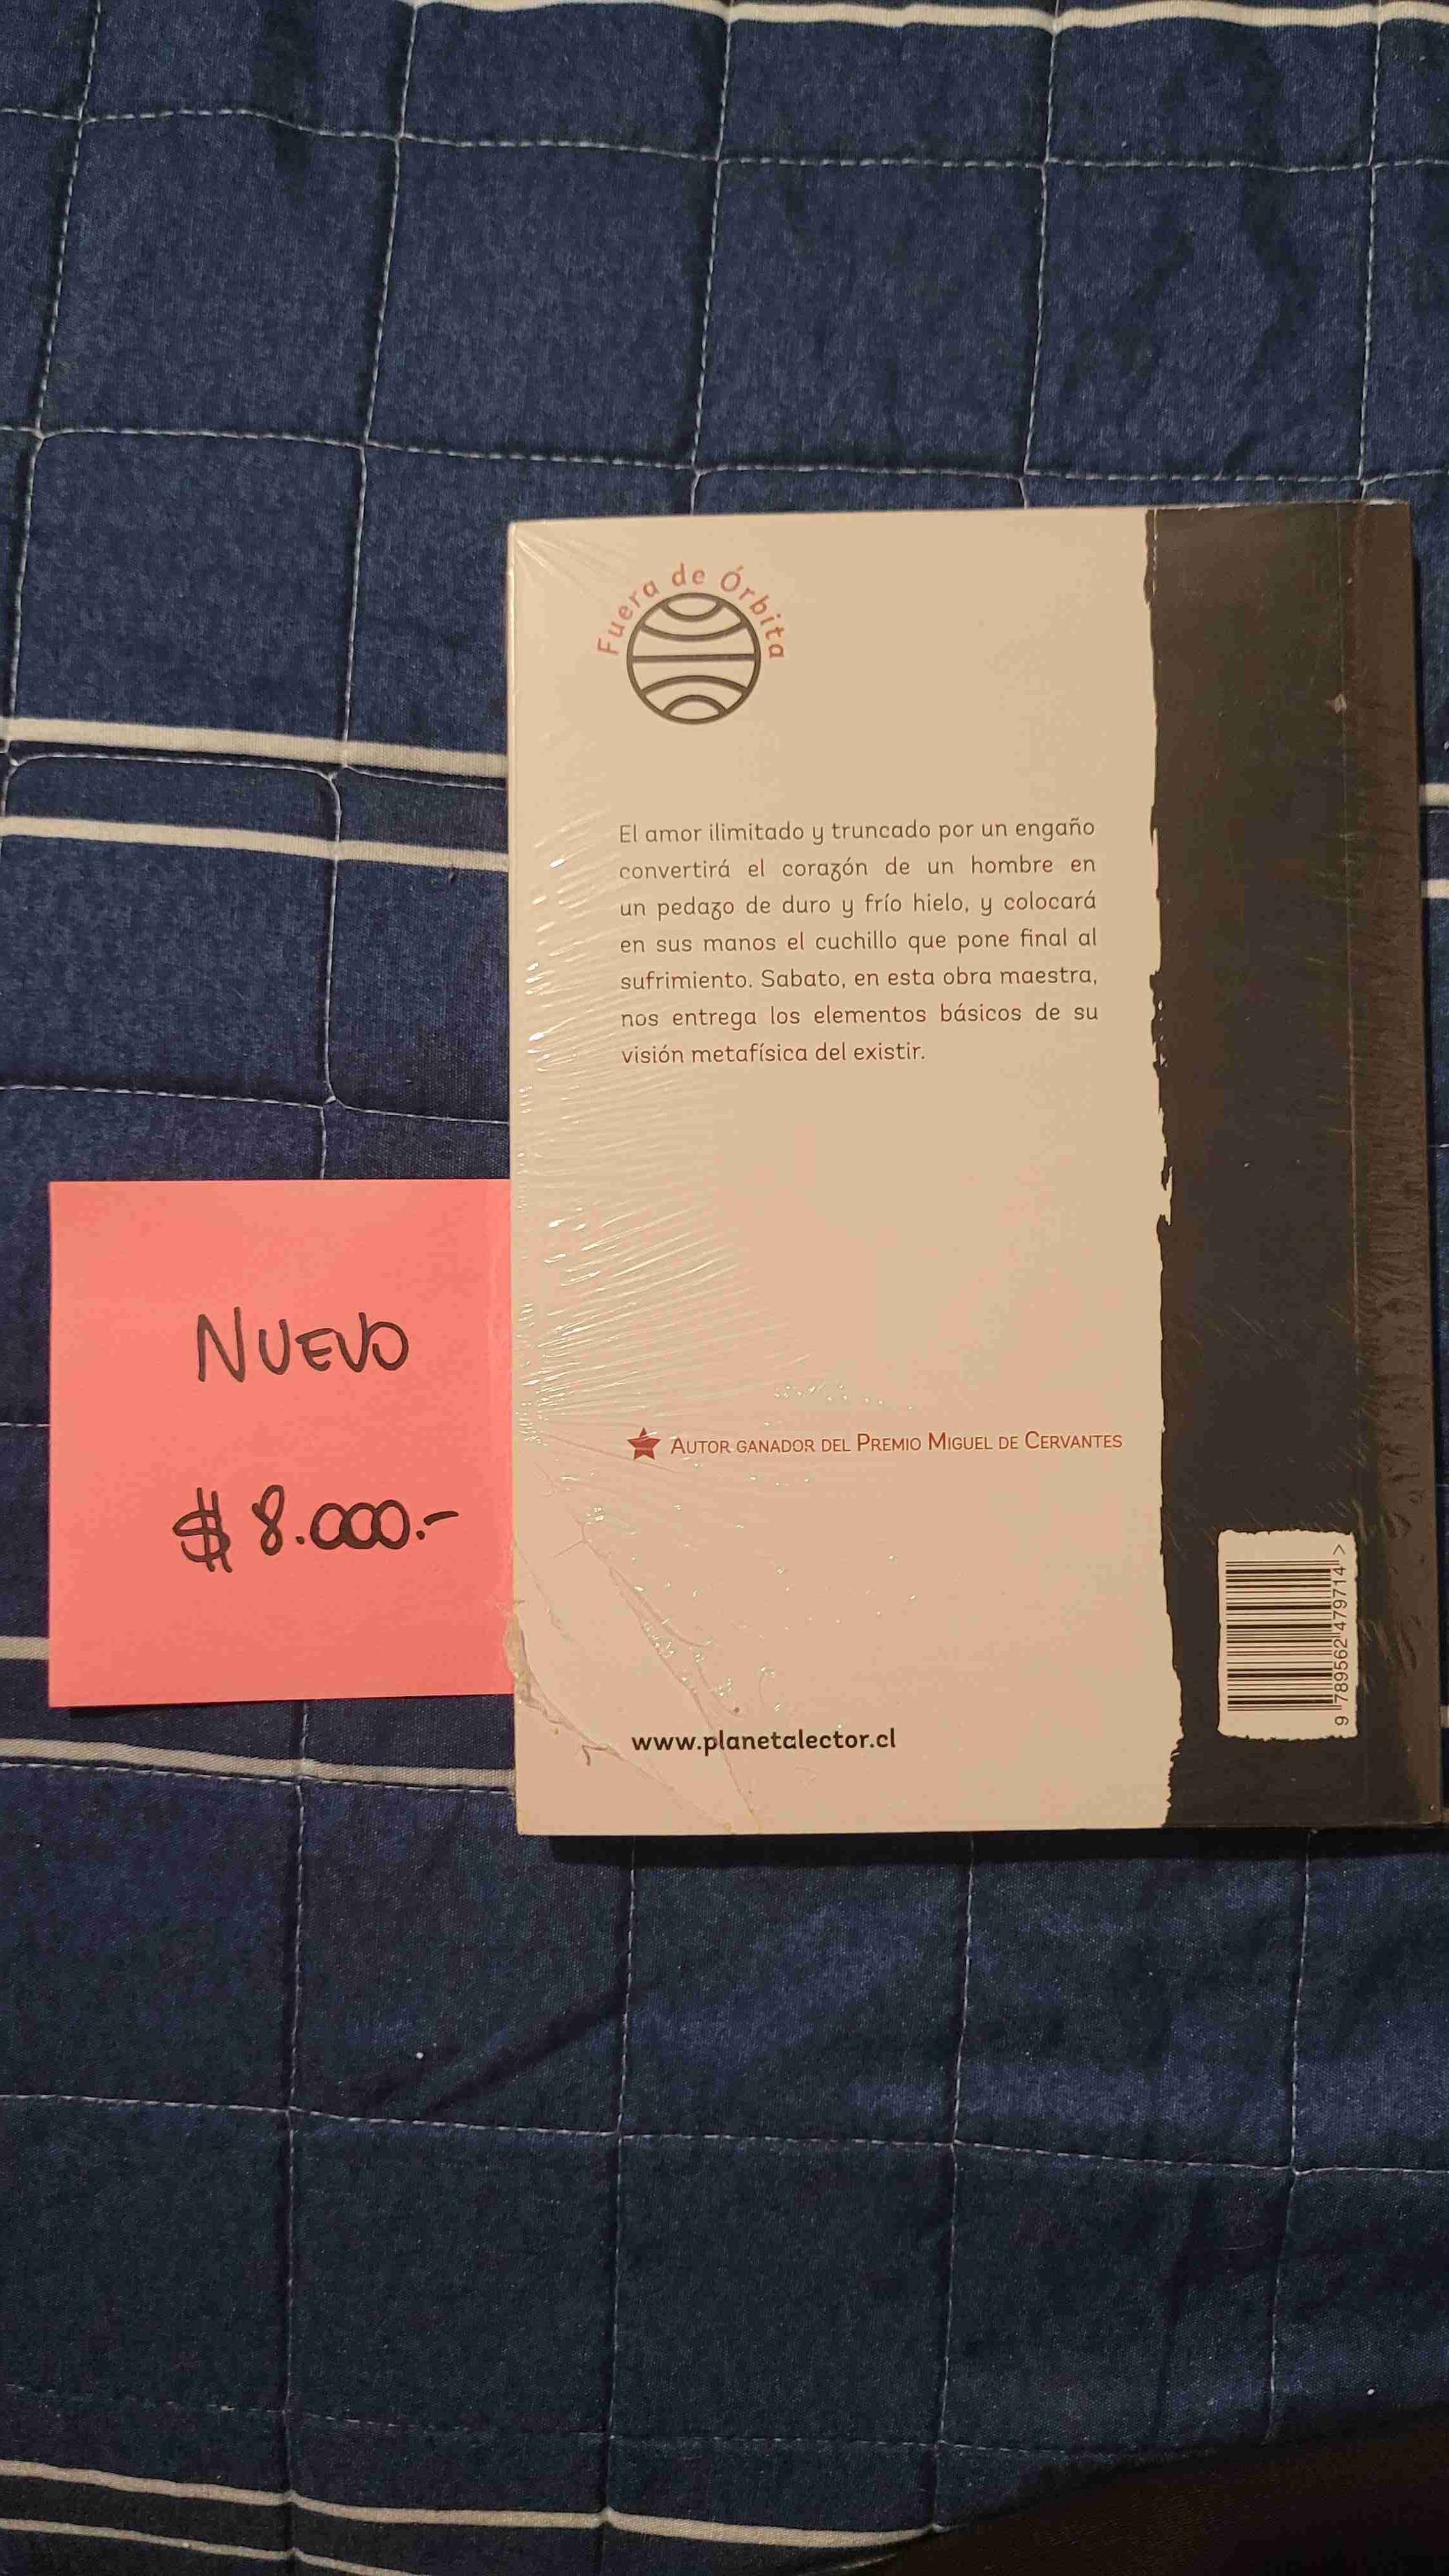 Fuera de Órbita
El amor ilimitado y truncado por un engaño
convertirá el corazón de un hombre en
un pedazo de duro y frío hielo, y colocará
en sus manos el cuchillo que pone final al
sufrimiento. Sabato, en esta obra maestra,
nos entrega los elementos básicos de su
visión metafísica del existir.
NUEVO
$ 8.000.-
AUTOR GANADOR DEL PREMIO MIGUEL DE CERVANTES
www.planetalector.cl
9 789562 479714 >